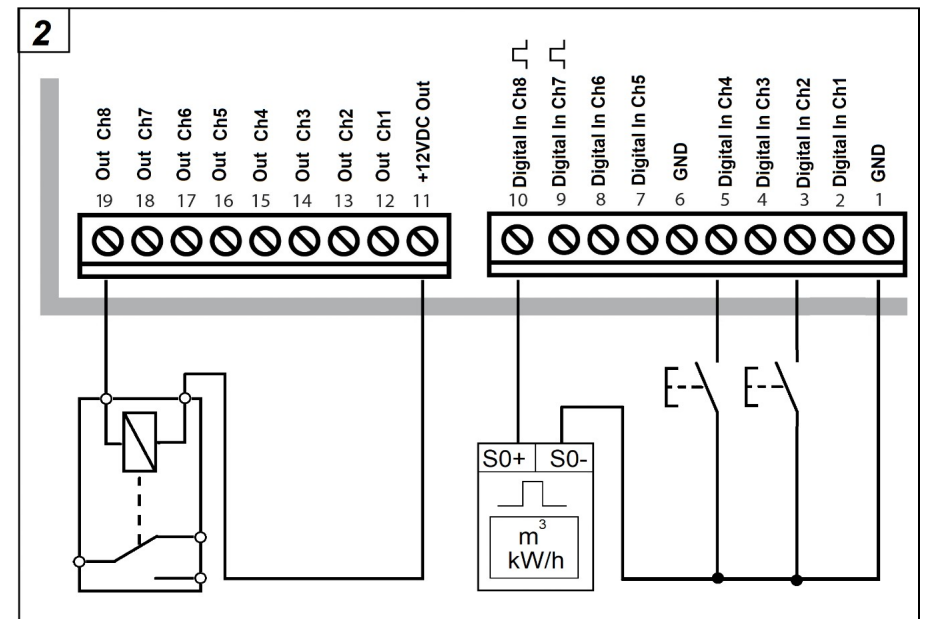 2
Out Ch8
Out Ch7
Out Ch6
Out Ch5
Out Ch4
Out Ch3
Out Ch2
Out Ch1
+12VDC Out
Digital In Ch8
Digital In Ch7
Digital In Ch6
Digital In Ch5
GND
Digital In Ch4
Digital In Ch3
Digital In Ch2
Digital In Ch1
GND
19 18 17 16 15 14 13 12 11
10 9 8 7 6 5 4 3 2 1
S0+ S0-
m³
kW/h